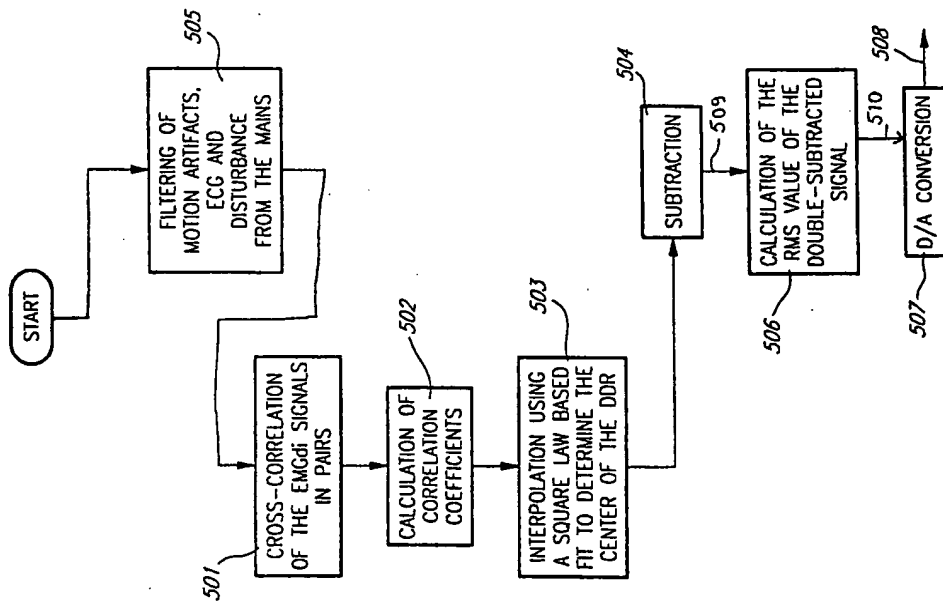 START
505
FILTERING OF
MOTION ARTIFACTS,
ECG AND
DISTURBANCE
FROM THE MAINS
501
CROSS-CORRELATION
OF THE EMGdi SIGNALS
IN PAIRS
502
CALCULATION OF
CORRELATION
COEFFICIENTS
503
INTERPOLATION USING
A SQUARE LAW BASED
FIT TO DETERMINE THE
CENTER OF THE DDR
504
SUBTRACTION
509
506
CALCULATION OF THE
RMS VALUE OF THE
DOUBLE-SUBTRACTED
SIGNAL
510
507
D/A CONVERSION
508